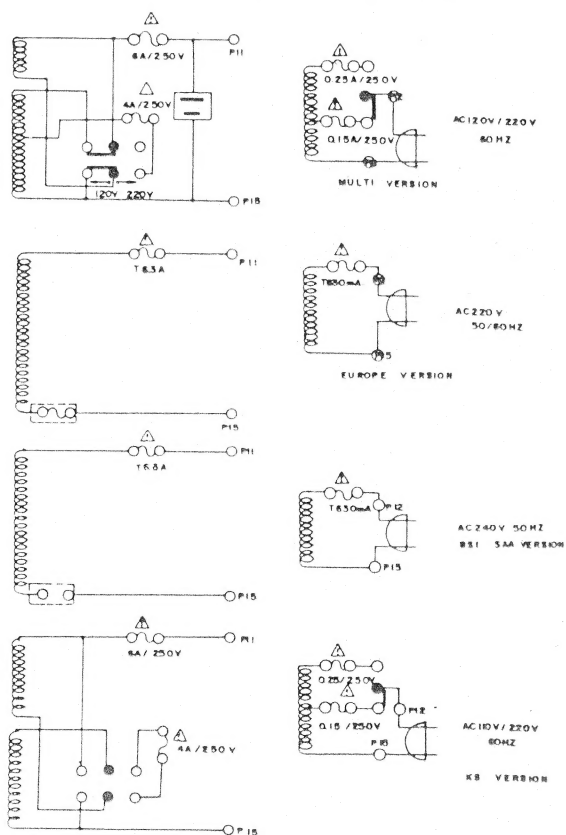 6A/250V
P11
4A/250V
120V 220V
P15
0.25A/250V
0.15A/250V
AC120V/220V
60HZ
MULTI VERSION
T6.3A
P11
P15
T630mA
AC220V
50/60HZ
EUROPE VERSION
T6.3A
P11
P15
T630mA
P12
P15
AC240V 50HZ
BSI SAA VERSION
6A/250V
P11
4A/250V
P15
0.25/250V
0.15/250V
P12
P15
AC110V/220V
60HZ
KS VERSION